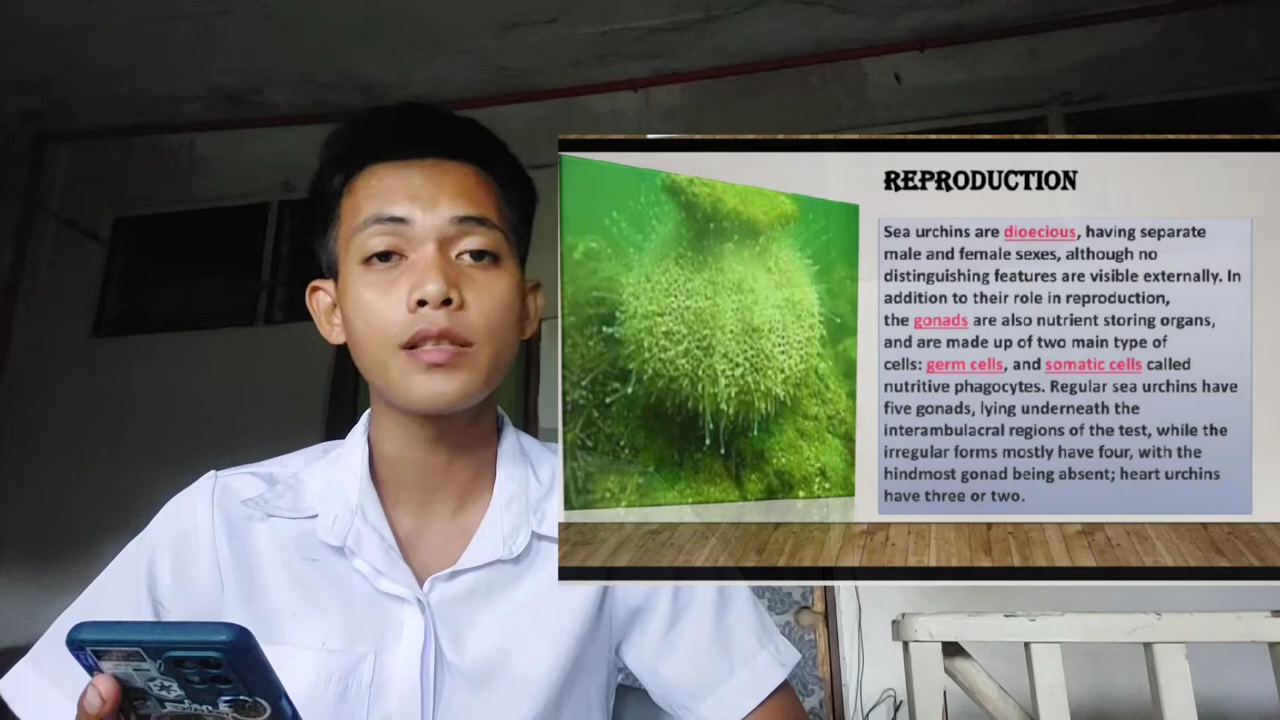 REPRODUCTION
Sea urchins are dioecious, having separate
male and female sexes, although no
distinguishing features are visible externally. In
addition to their role in reproduction,
the gonads are also nutrient storing organs,
and are made up of two main type of
cells: germ cells, and somatic cells called
nutritive phagocytes. Regular sea urchins have
five gonads, lying underneath the
interambulacral regions of the test, while the
irregular forms mostly have four, with the
hindmost gonad being absent; heart urchins
have three or two.